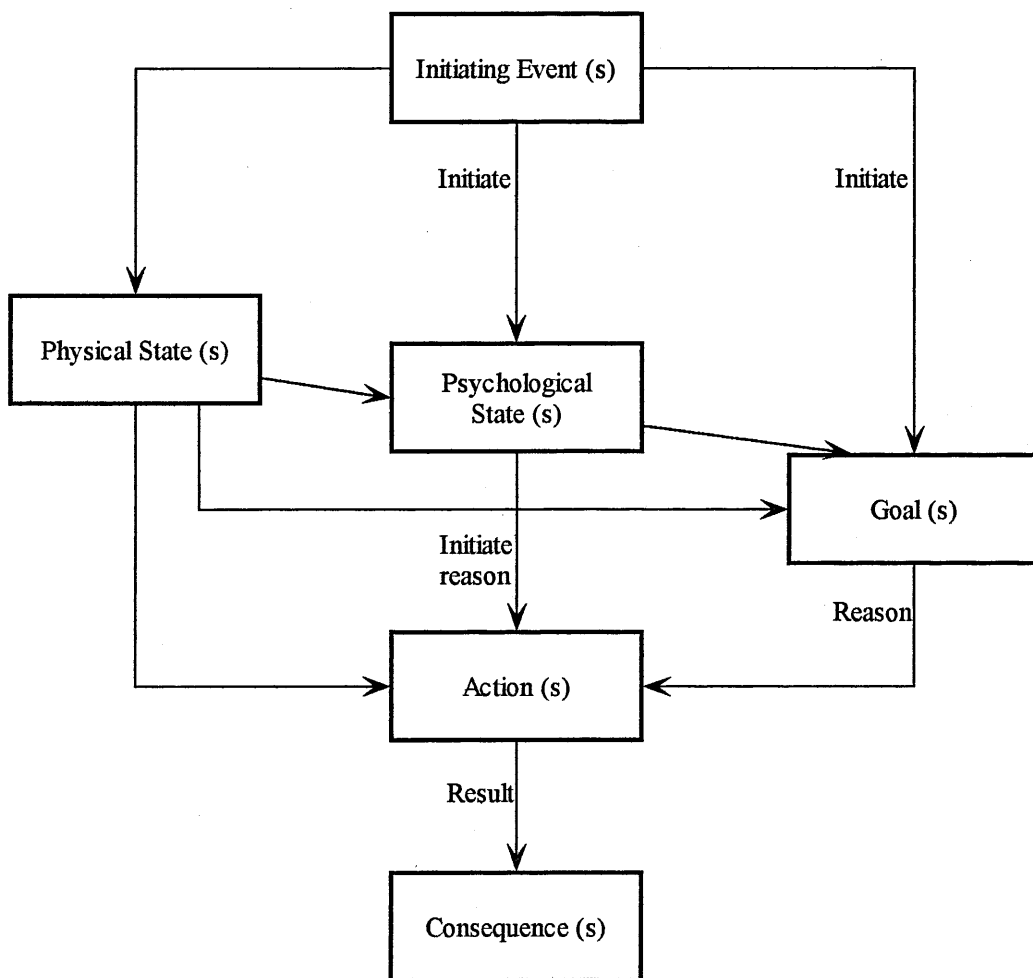 Initiating Event (s)
Initiate
Initiate
Physical State (s)
Psychological
State (s)
Goal (s)
Initiate
reason
Reason
Action (s)
Result
Consequence (s)